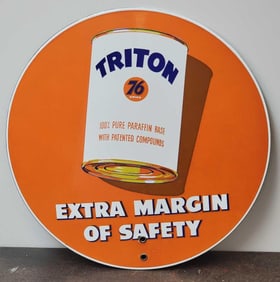 TRITON
76
100% PURE PARAFFIN BASE
WITH PATENTED COMPOUNDS
EXTRA MARGIN
OF SAFETY